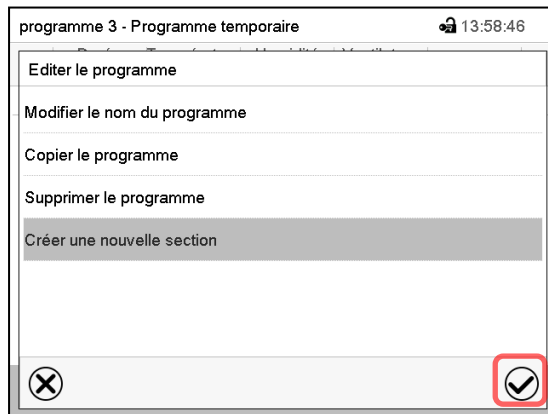 programme 3 - Programme temporaire 13:58:46
Editer le programme
Modifier le nom du programme
Copier le programme
Supprimer le programme
Créer une nouvelle section